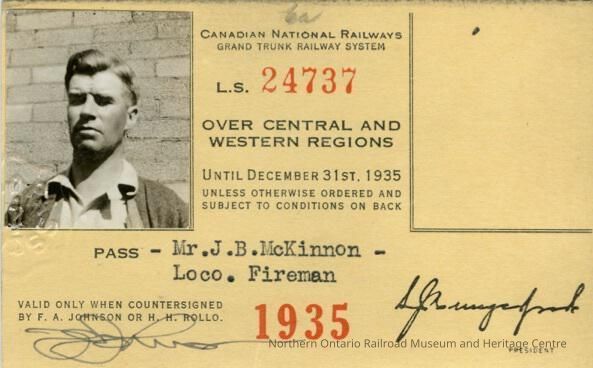 CANADIAN NATIONAL RAILWAYS
GRAND TRUNK RAILWAY SYSTEM
L.S. 24737
OVER CENTRAL AND
WESTERN REGIONS
UNTIL DECEMBER 31ST, 1935
UNLESS OTHERWISE ORDERED AND
SUBJECT TO CONDITIONS ON BACK
PASS - Mr.J.B.McKinnon -
Loco. Fireman
VALID ONLY WHEN COUNTERSIGNED
BY F. A. JOHNSON OR H. H. ROLLO.
1935
Northern Ontario Railroad Museum and Heritage Centre
PRESIDENT